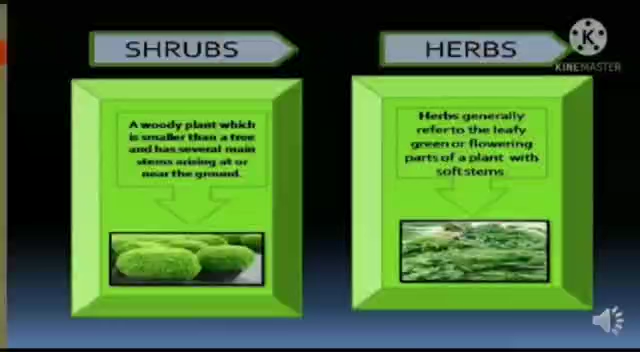 SHRUBS
A woody plant which
is smaller than a tree
and has several main
stems arising at or
near the ground.
HERBS
Herbs generally
refer to the leafy
green or flowering
parts of a plant with
soft stems
K
KINEMASTER